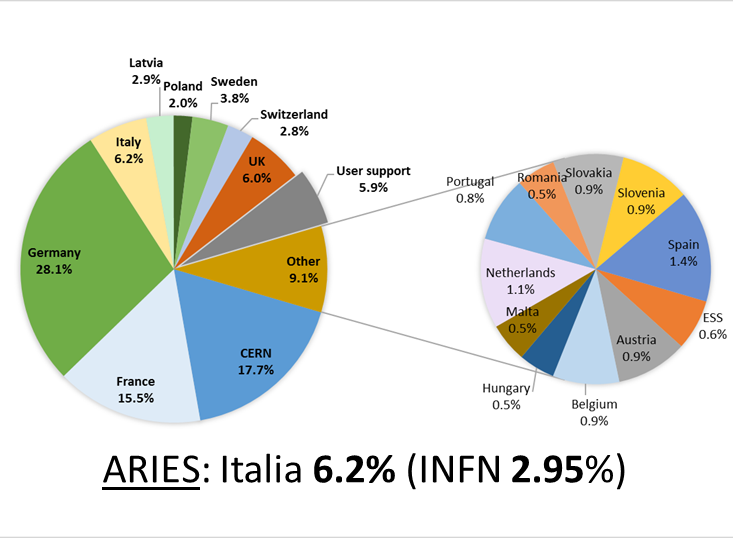 Latvia
2.9%
Poland
2.0%
Sweden
3.8%
Switzerland
2.8%
Italy
6.2%
UK
6.0%
User support
5.9%
Germany
28.1%
Other
9.1%
CERN
17.7%
France
15.5%
Portugal
0.8%
Romania
0.5%
Slovakia
0.9%
Slovenia
0.9%
Spain
1.4%
Netherlands
1.1%
Malta
0.5%
ESS
0.6%
Austria
0.9%
Hungary
0.5%
Belgium
0.9%
ARIES: Italia 6.2% (INFN 2.95%)